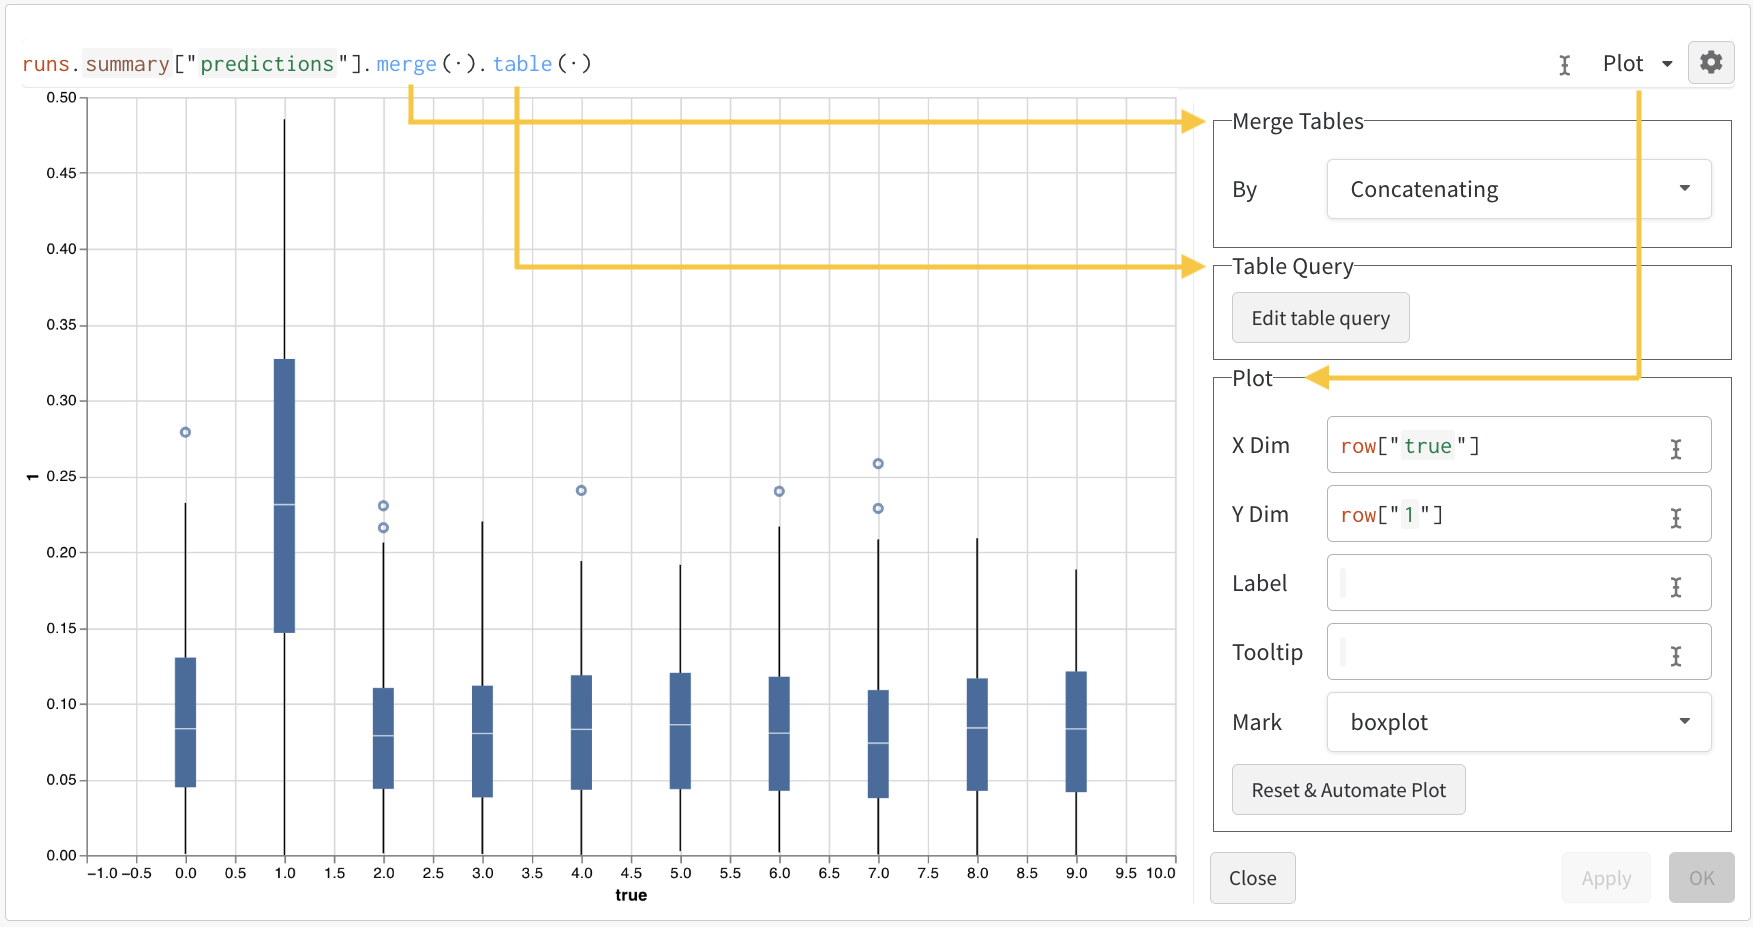 runs.summary["predictions"].merge(·).table(·)
Plot
0.50
0.45
0.40
0.35
0.30
0.25
0.20
0.15
0.10
0.05
0.00
1
−1.0 −0.5 0.0 0.5 1.0 1.5 2.0 2.5 3.0 3.5 4.0 4.5 5.0 5.5 6.0 6.5 7.0 7.5 8.0 8.5 9.0 9.5 10.0
true
Merge Tables
By Concatenating
Table Query
Edit table query
Plot
X Dim row["true"]
Y Dim row["1"]
Label
Tooltip
Mark boxplot
Reset & Automate Plot
Close Apply OK